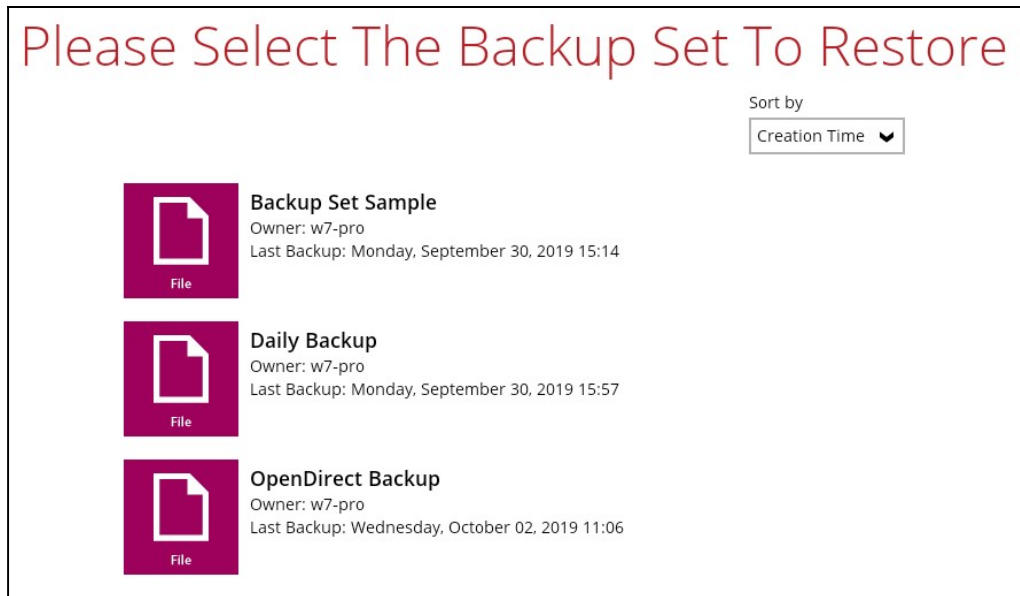 Please Select The Backup Set To Restore
Sort by
Creation Time
Backup Set Sample
Owner: w7-pro
Last Backup: Monday, September 30, 2019 15:14
File
Daily Backup
Owner: w7-pro
Last Backup: Monday, September 30, 2019 15:57
File
OpenDirect Backup
Owner: w7-pro
Last Backup: Wednesday, October 02, 2019 11:06
File